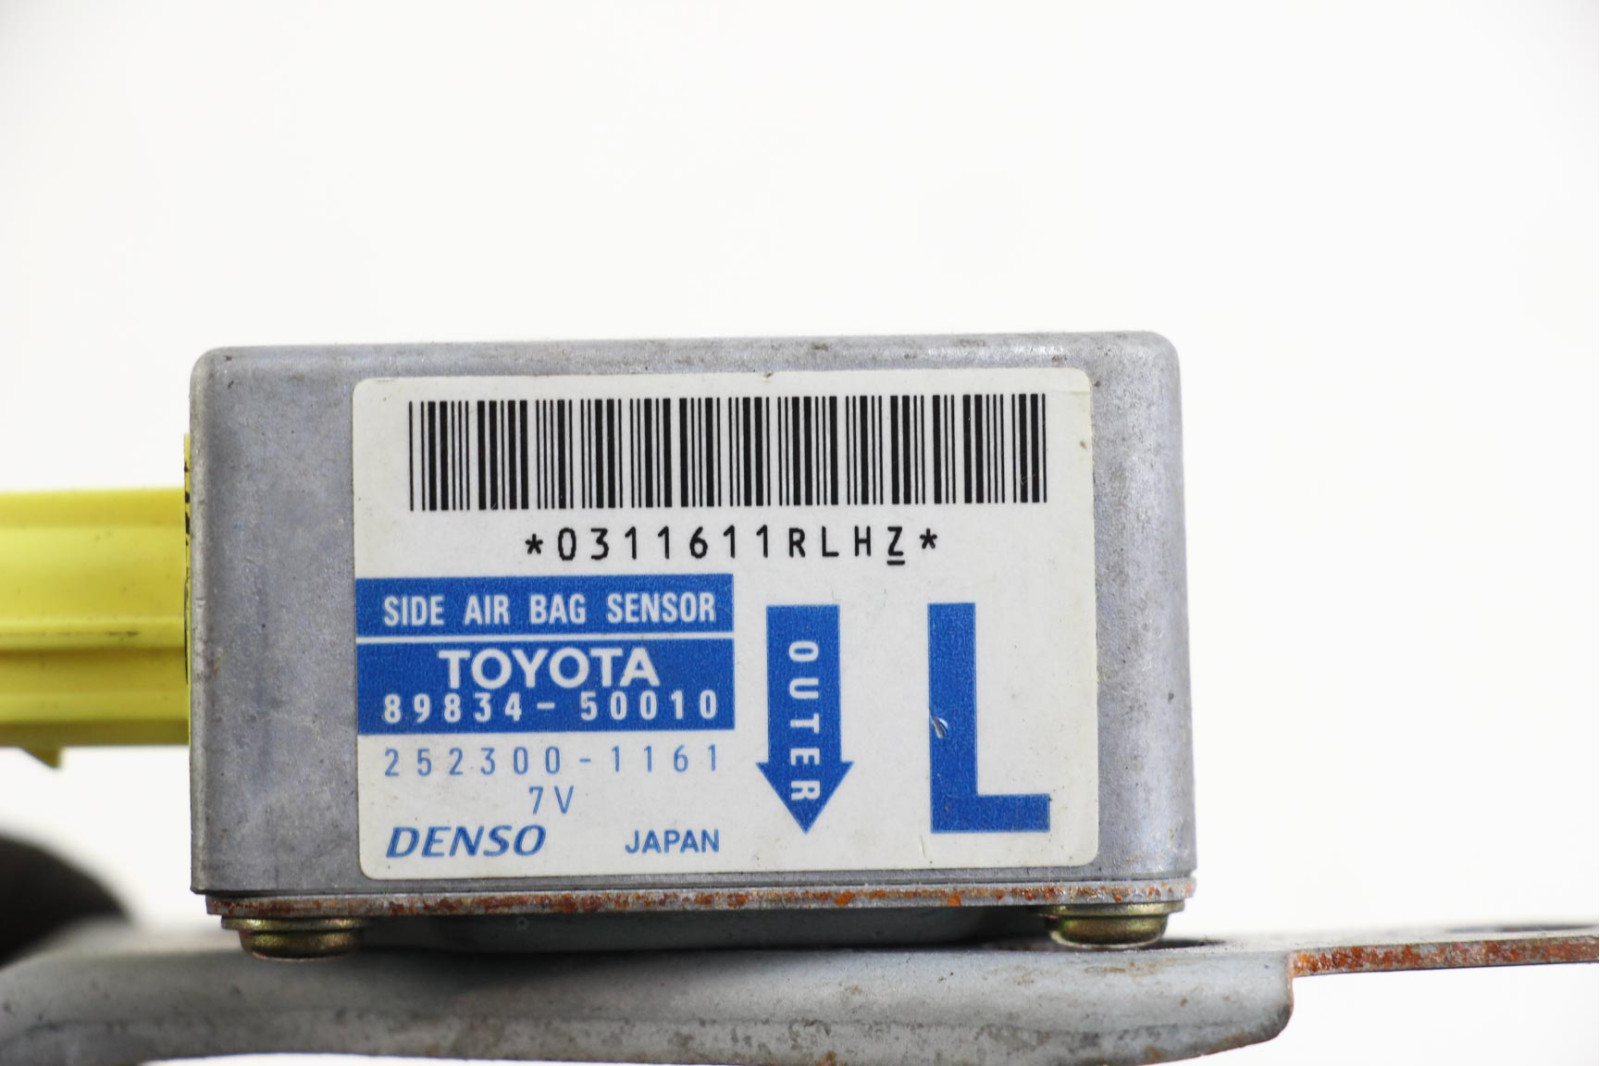 *0311611RLHZ*
SIDE AIR BAG SENSOR
TOYOTA
89834-50010
252300-1161
7V
DENSO JAPAN
OUTER
L